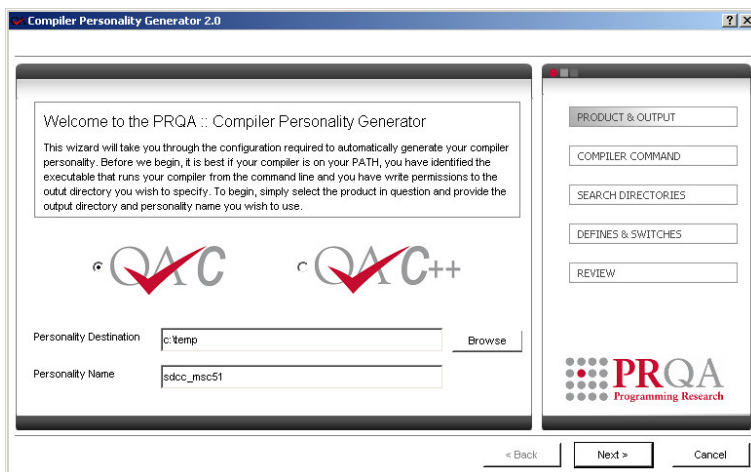 Compiler Personality Generator 2.0
Welcome to the PRQA :: Compiler Personality Generator
This wizard will take you through the configuration required to automatically generate your compiler
personality. Before we begin, it is best if your compiler is on your PATH, you have identified the
executable that runs your compiler from the command line and you have write permissions to the
outut directory you wish to specify. To begin, simply select the product in question and provide the
output directory and personality name you wish to use.
QA C
QA C++
Personality Destination
c:\temp
Browse
Personality Name
sdcc_msc51
PRODUCT & OUTPUT
COMPILER COMMAND
SEARCH DIRECTORIES
DEFINES & SWITCHES
REVIEW
PRQA
Programming Research
< Back
Next >
Cancel